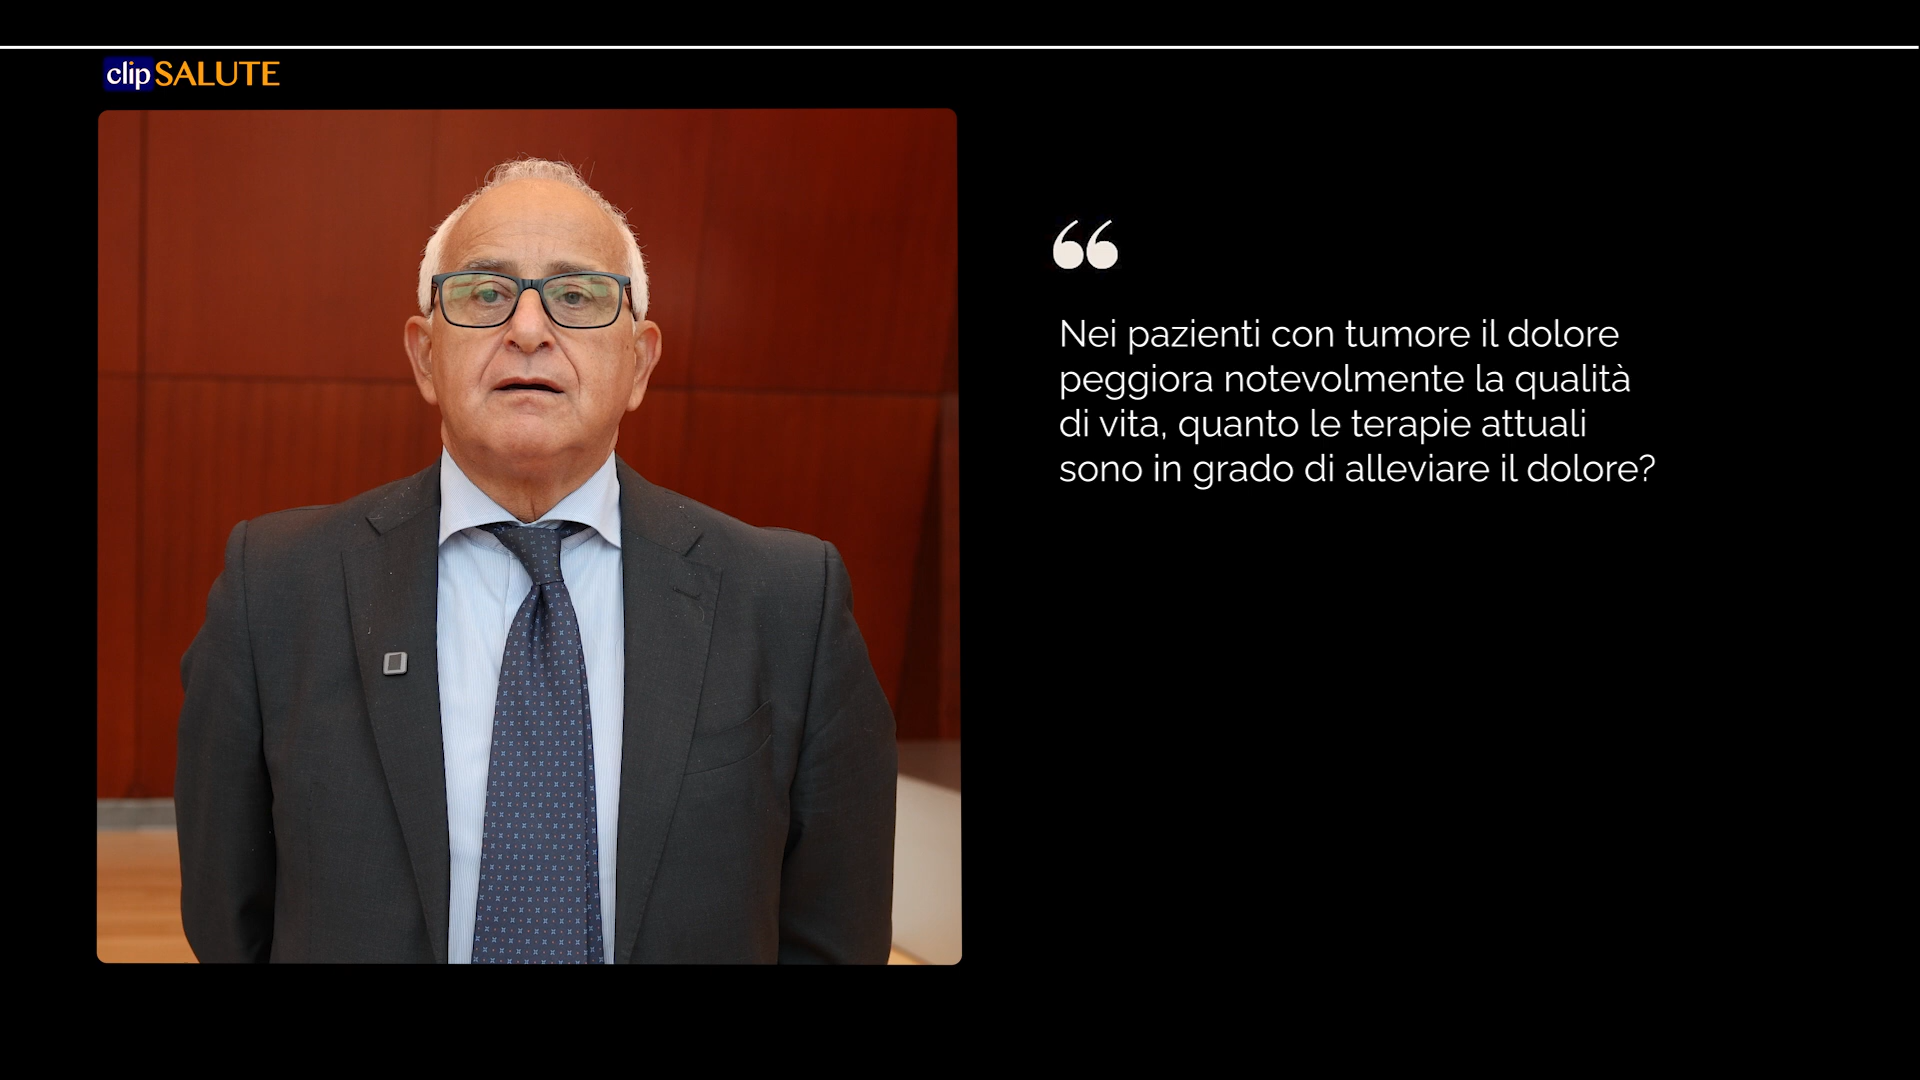 clip SALUTE
Nei pazienti con tumore il dolore
peggiora notevolmente la qualità
di vita, quanto le terapie attuali
sono in grado di alleviare il dolore?